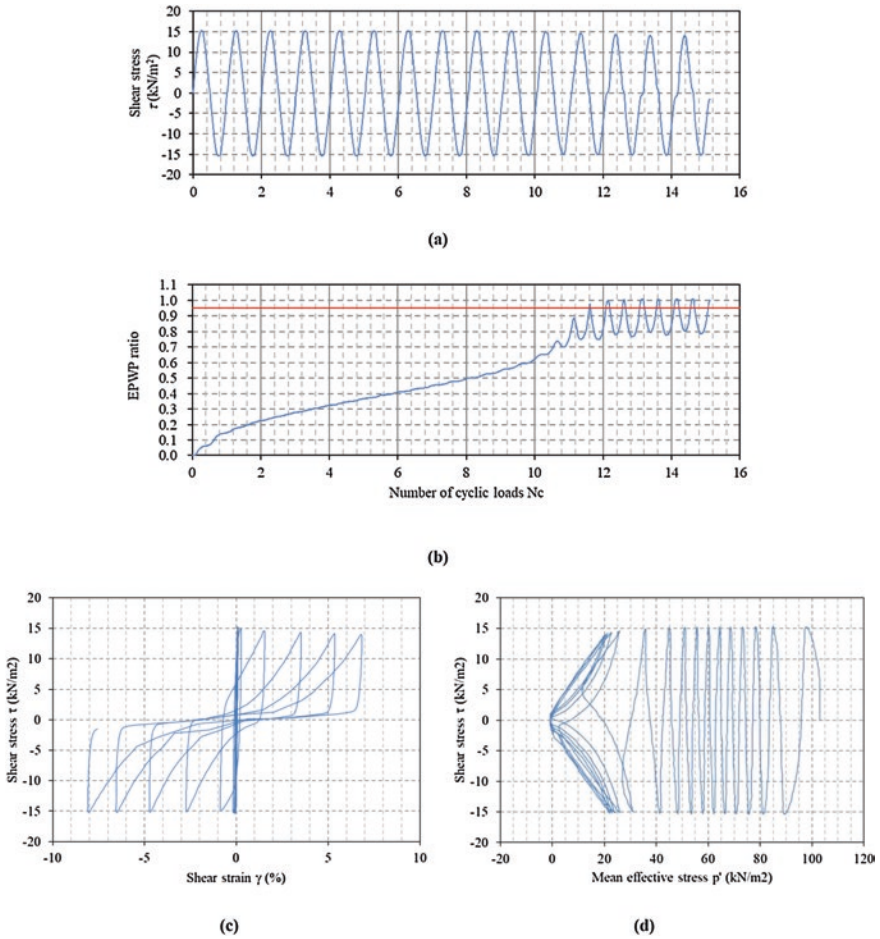 Shear stress
τ (kN/m²)
20
15
10
5
0
-5
-10
-15
-20
0 2 4 6 8 10 12 14 16
(a)
EPWP ratio
1.1
1.0
0.9
0.8
0.7
0.6
0.5
0.4
0.3
0.2
0.1
0.0
0 2 4 6 8 10 12 14 16
Number of cyclic loads Nc
(b)
Shear stress τ (kN/m2)
20
15
10
5
0
-5
-10
-15
-20
-10 -5 0 5 10
Shear strain γ (%)
(c)
Shear stress τ (kN/m2)
20
15
10
5
0
-5
-10
-15
-20
-20 0 20 40 60 80 100 120
Mean effective stress p' (kN/m2)
(d)